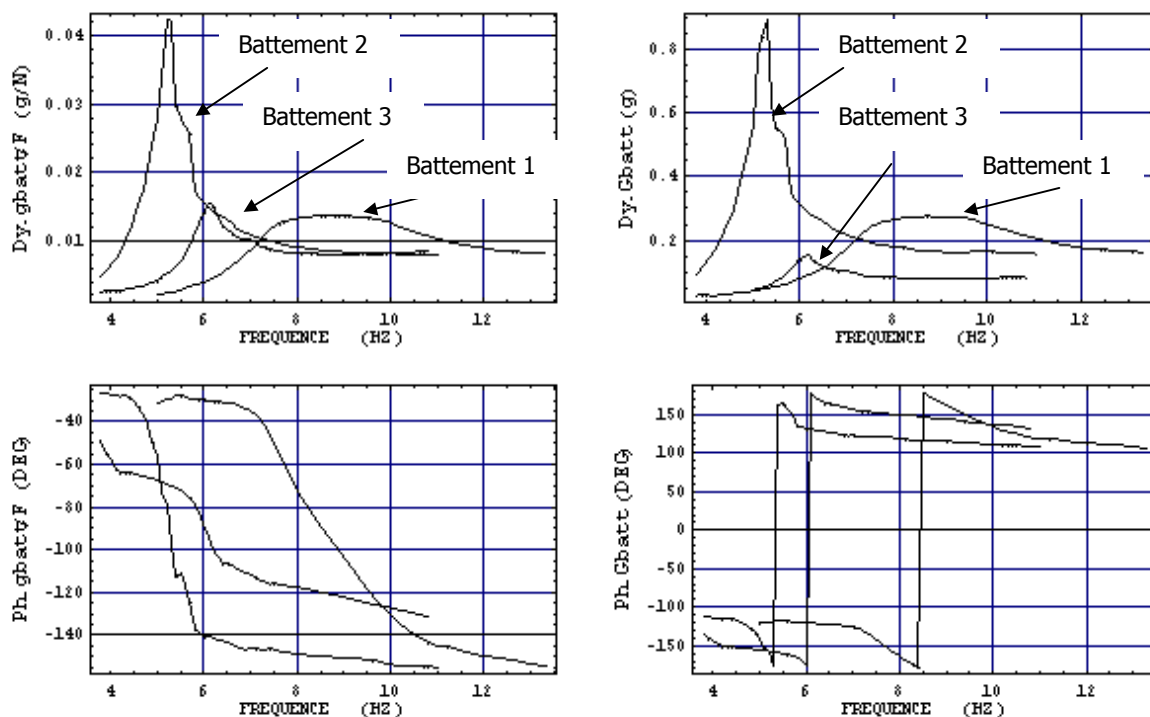 Dy.gbatt/F (g/N)
0.04
0.03
0.02
0.01
Battement 2
Battement 3
Battement 1
4 6 8 10 12
FREQUENCE (HZ)
Dy.Gbatt (g)
0.8
0.6
0.4
0.2
Battement 2
Battement 3
Battement 1
4 6 8 10 12
FREQUENCE (HZ)
Ph.gbatt/F (DEG)
-40
-60
-80
-100
-120
-140
4 6 8 10 12
FREQUENCE (HZ)
Ph.Gbatt (DEG)
150
100
50
0
-50
-100
-150
4 6 8 10 12
FREQUENCE (HZ)